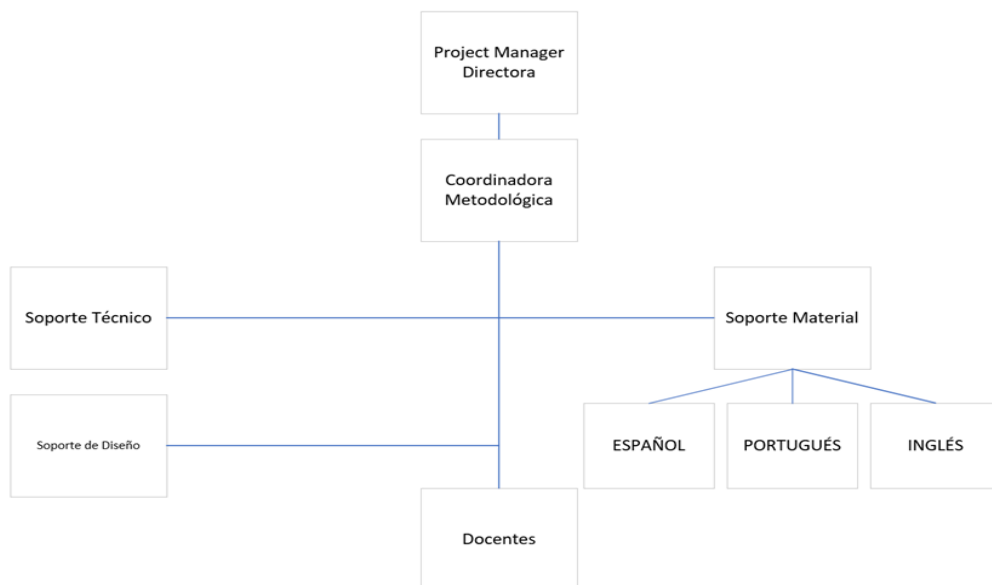 Project Manager
Directora
Coordinadora
Metodológica
Soporte Técnico
Soporte Material
Soporte de Diseño
ESPAÑOL
PORTUGUÉS
INGLÉS
Docentes